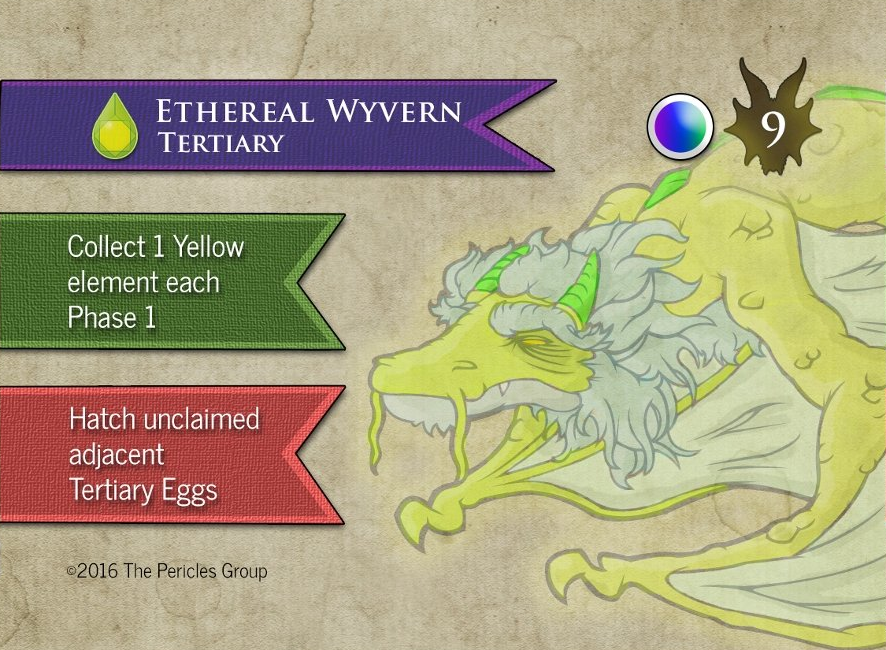 Ethereal Wyvern
Tertiary
9
Collect 1 Yellow
element each
Phase 1
Hatch unclaimed
adjacent
Tertiary Eggs
©2016 The Pericles Group